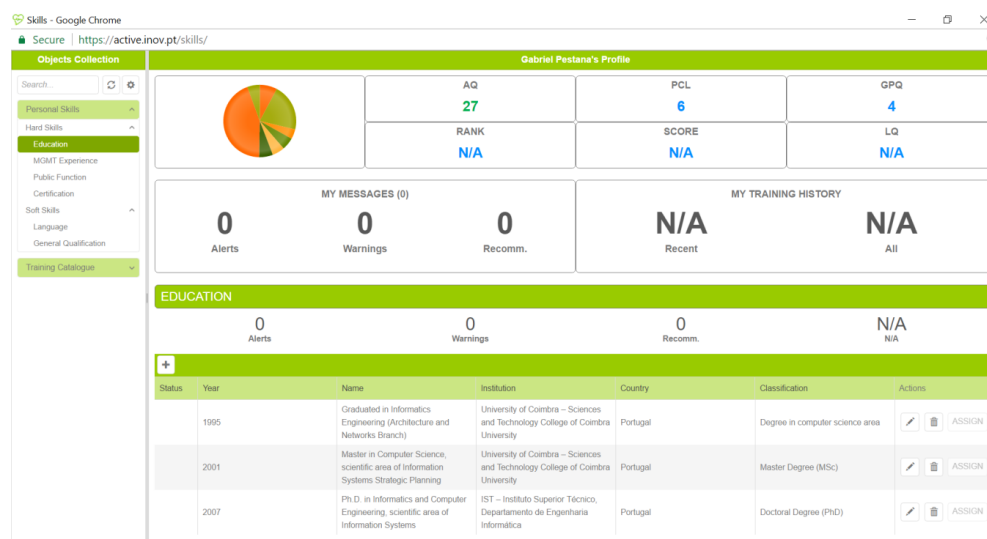 Skills - Google Chrome
Secure | https://active.inov.pt/skills/
Objects Collection
Gabriel Pestana's Profile
Search...
Personal Skills
Hard Skills
Education
MGMT Experience
Public Function
Certification
Soft Skills
Language
General Qualification
Training Catalogue
AQ
27
PCL
6
GPQ
4
RANK
N/A
SCORE
N/A
LQ
N/A
MY MESSAGES (0)
0
Alerts
0
Warnings
0
Recomm.
MY TRAINING HISTORY
N/A
Recent
N/A
All
EDUCATION
0
Alerts
0
Warnings
0
Recomm.
N/A
N/A
+
Status Year Name Institution Country Classification Actions
1995
Graduated in Informatics
Engineering (Architecture and
Networks Branch)
University of Coimbra – Sciences
and Technology College of Coimbra
University
Portugal
Degree in computer science area
ASSIGN
2001
Master in Computer Science,
scientific area of Information
Systems Strategic Planning
University of Coimbra – Sciences
and Technology College of Coimbra
University
Portugal
Master Degree (MSc)
ASSIGN
2007
Ph.D. in Informatics and Computer
Engineering, scientific area of
Information Systems
IST – Instituto Superior Técnico,
Departamento de Engenharia
Informática
Portugal
Doctoral Degree (PhD)
ASSIGN